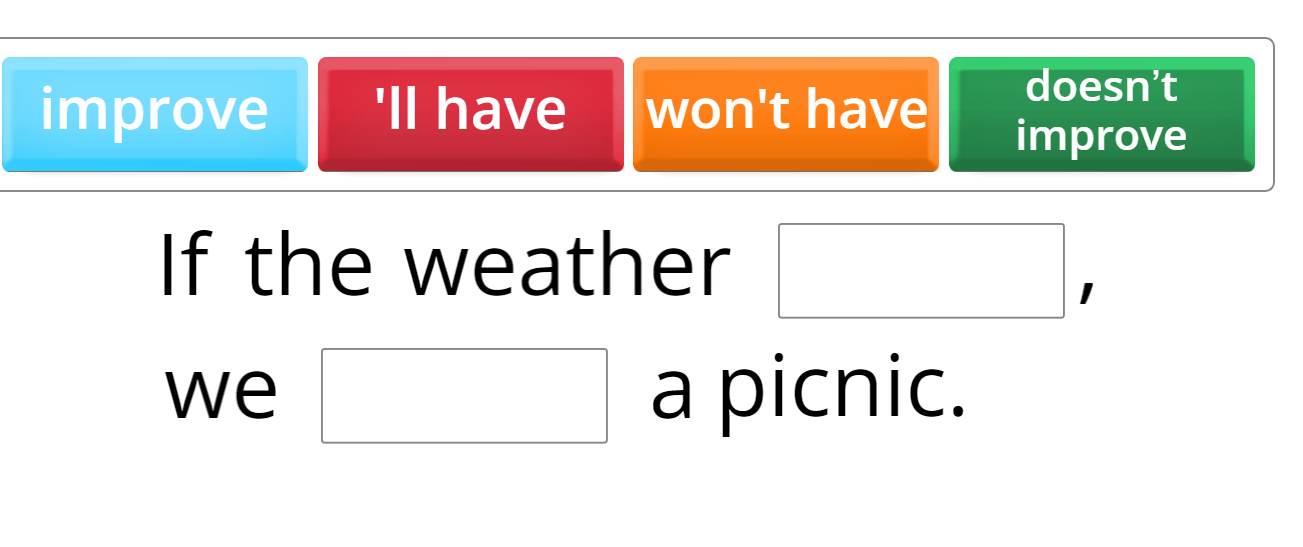 improve
'll have
won't have
doesn’t
improve
If the weather ,
we a picnic.